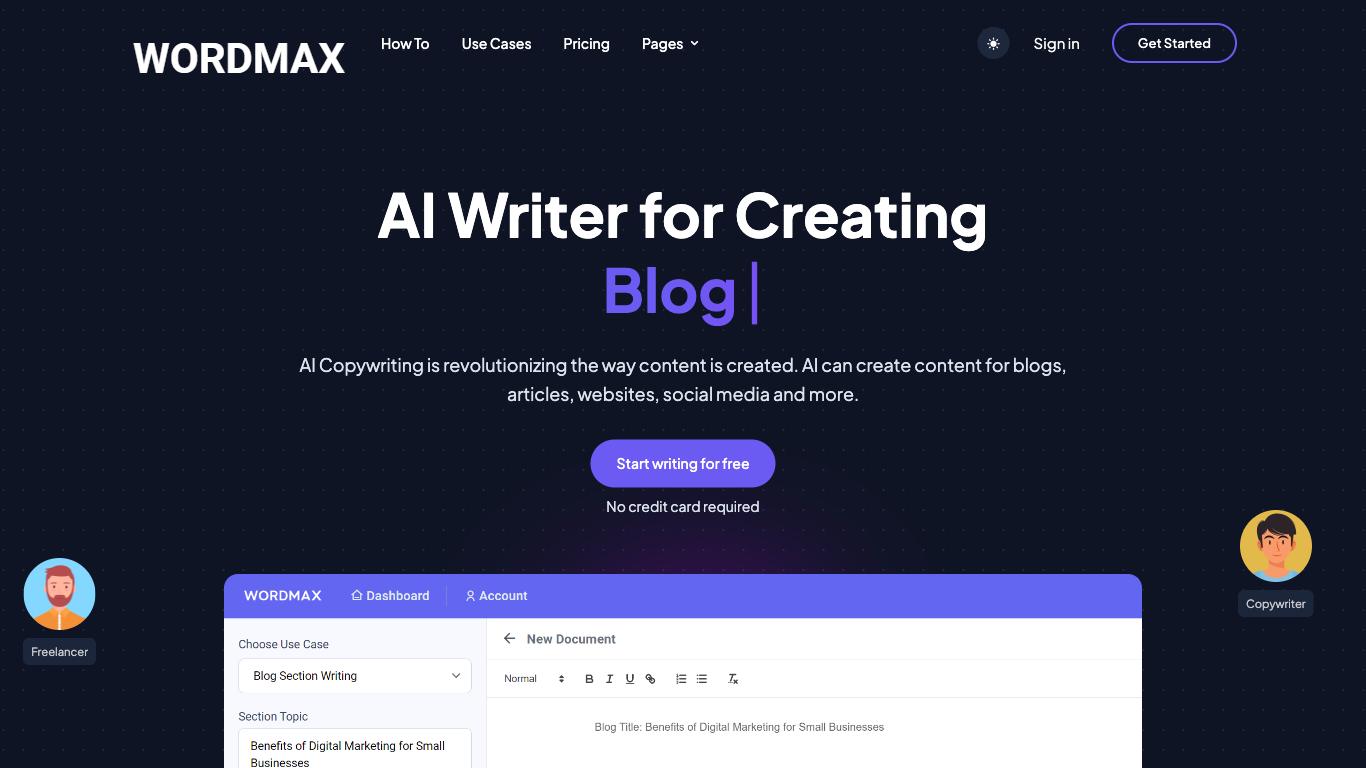 WORDMAX
How To
Use Cases
Pricing
Pages
Sign in
Get Started
AI Writer for Creating
Blog |
AI Copywriting is revolutionizing the way content is created. AI can create content for blogs,
articles, websites, social media and more.
Start writing for free
No credit card required
Freelancer
Copywriter
WORDMAX
Dashboard
Account
Choose Use Case
Blog Section Writing
Section Topic
Benefits of Digital Marketing for Small
Businesses
New Document
Normal
B I U
Blog Title: Benefits of Digital Marketing for Small Businesses